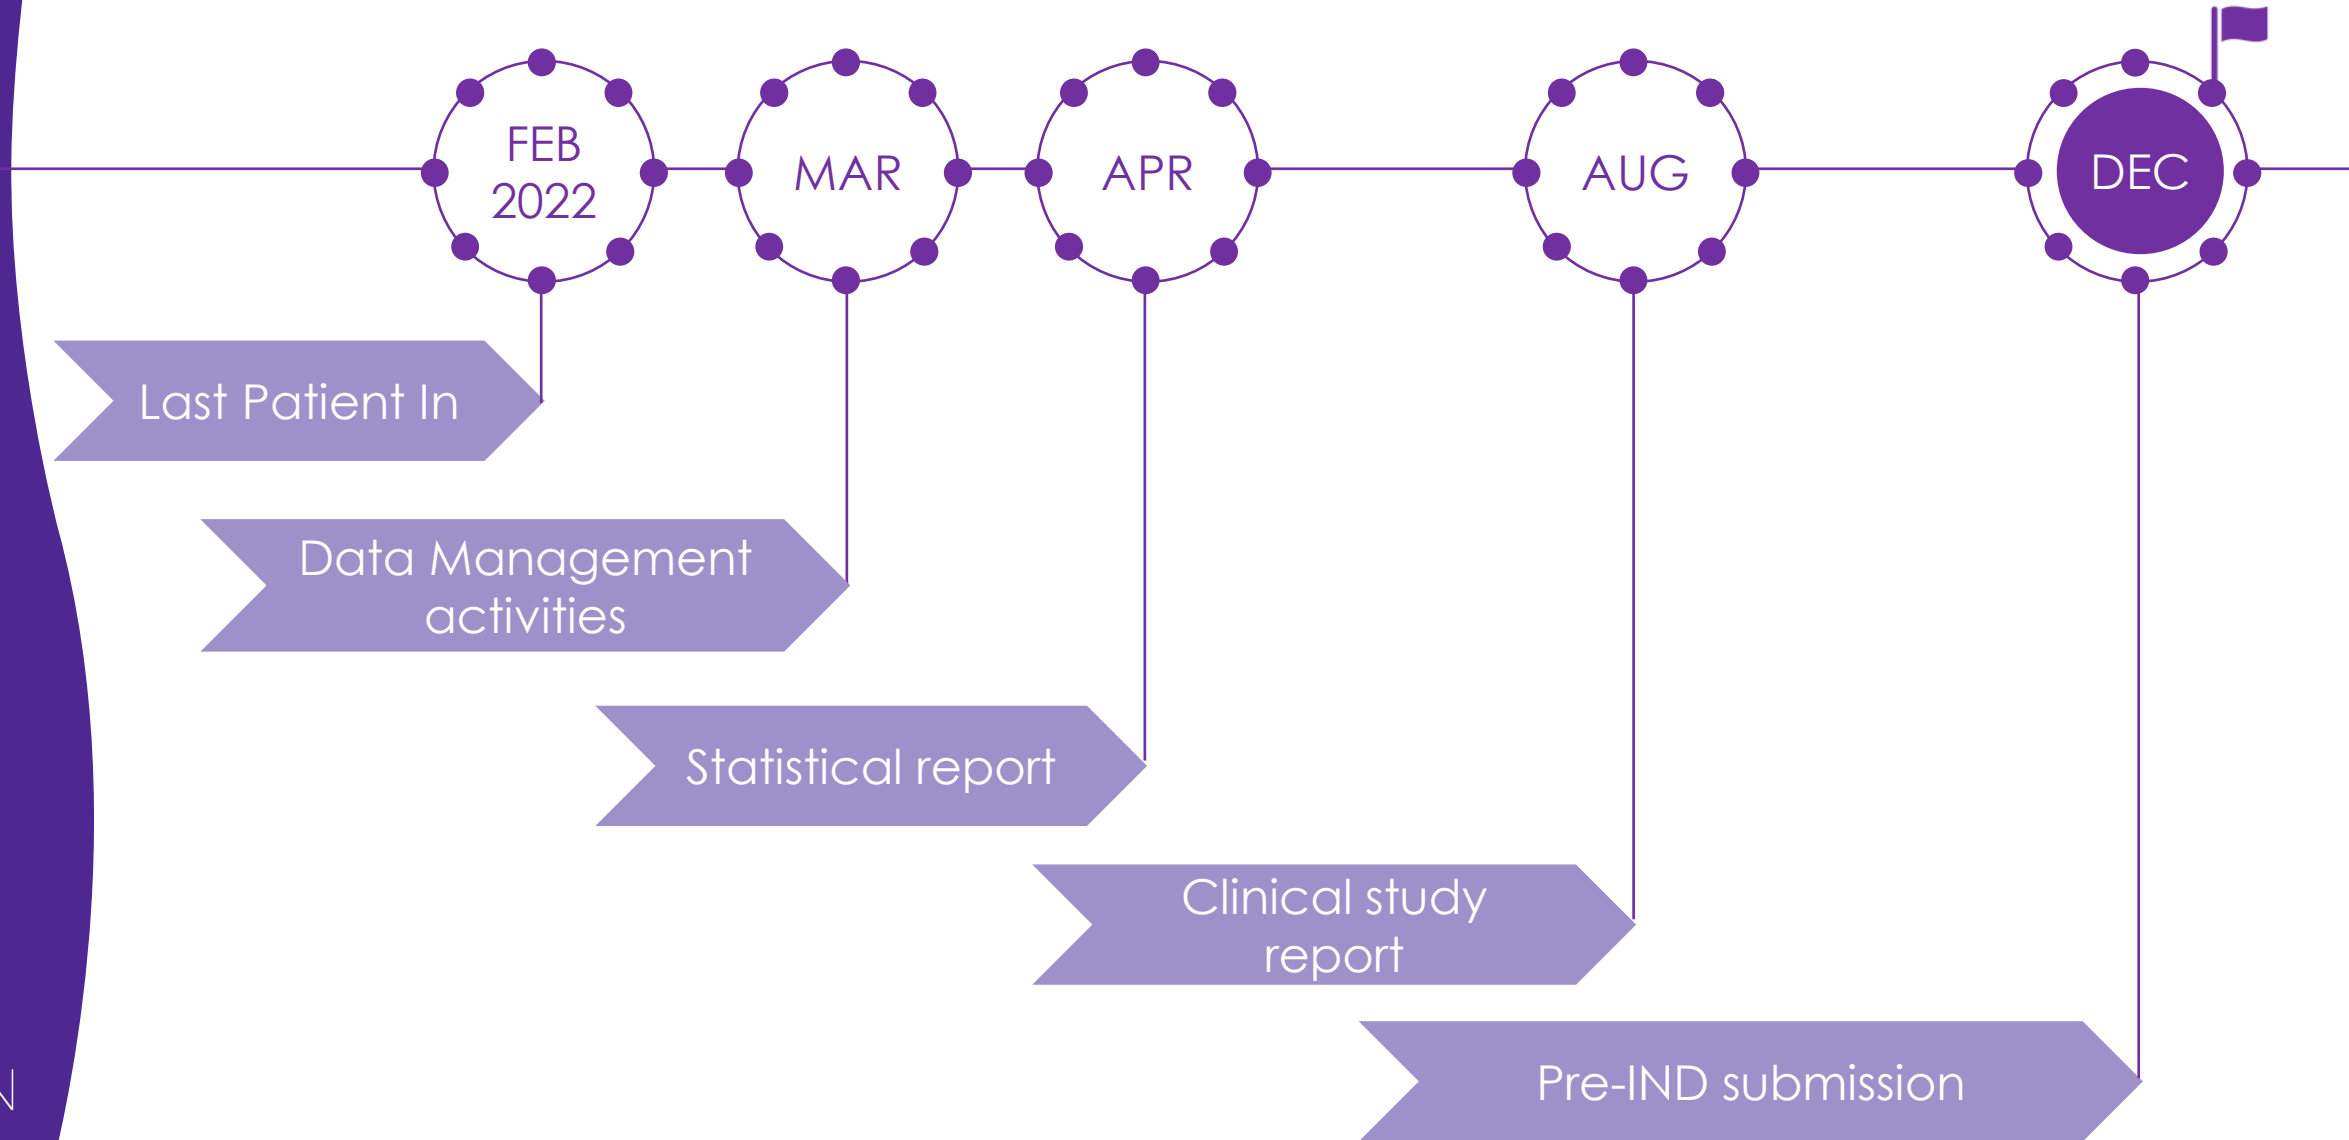 FEB
2022
MAR
APR
AUG
DEC
Last Patient In
Data Management
activities
Statistical report
Clinical study
report
Pre-IND submission